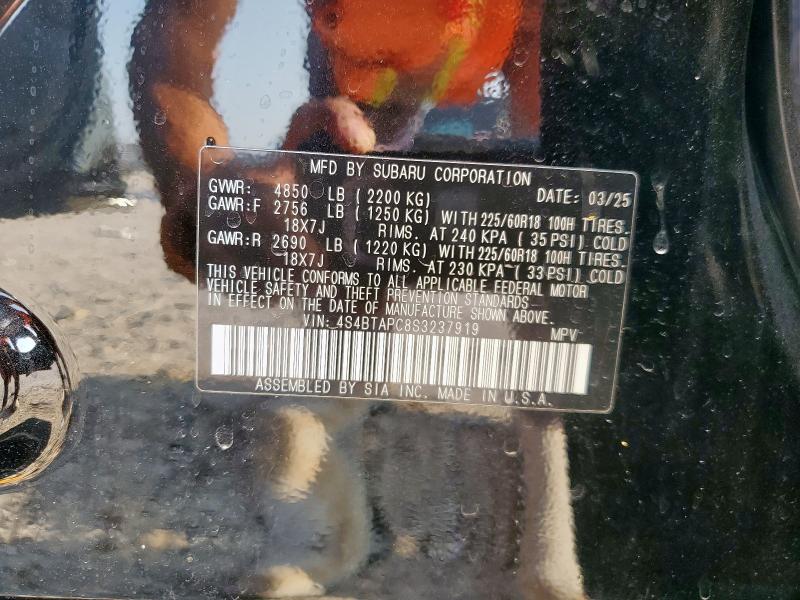 MFD BY SUBARU CORPORATION
GVWR: 4850 LB (2200 KG) DATE: 03/25
GAWR:F 2756 LB (1250 KG) WITH 225/60R18 100H TIRES.
18X7J RIMS. AT 240 KPA (35 PSI) COLD
GAWR:R 2690 LB (1220 KG) WITH 225/60R18 100H TIRES.
18X7J RIMS. AT 230 KPA (33 PSI) COLD
THIS VEHICLE CONFORMS TO ALL APPLICABLE FEDERAL MOTOR
VEHICLE SAFETY AND THEFT PREVENTION STANDARDS
IN EFFECT ON THE DATE OF MANUFACTURE SHOWN ABOVE.
VIN: 4S4BTAPC8S3237919 MPV
ASSEMBLED BY SIA INC. MADE IN U.S.A.